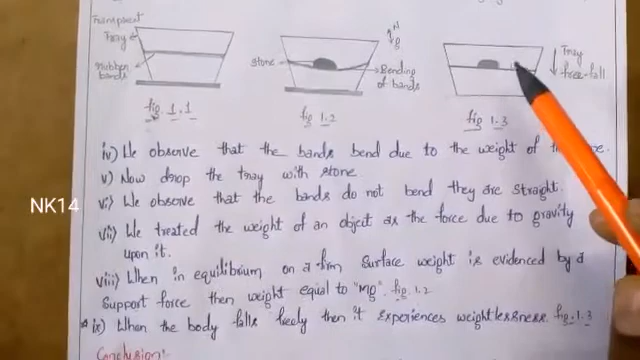 Transparent
Tray
Rubber
bands
stone
N
g
Bending
of bands
Tray
free-fall
fig. 1.1
fig 1.2
fig 1.3
iv) We observe that the bands bend due to the weight of
v) Now drop the tray with stone
vi) We observe that the bands do not bend they are straight.
NK14
vii) We treated the weight of an object as the force due to gravity
upon it.
viii) When in equilibrium on a firm surface weight is evidenced by a
support force then weight equal to "mg". fig. 1.2
ix) When the body falls freely then it experiences weightlessness. fig. 1.3
Conclusion: